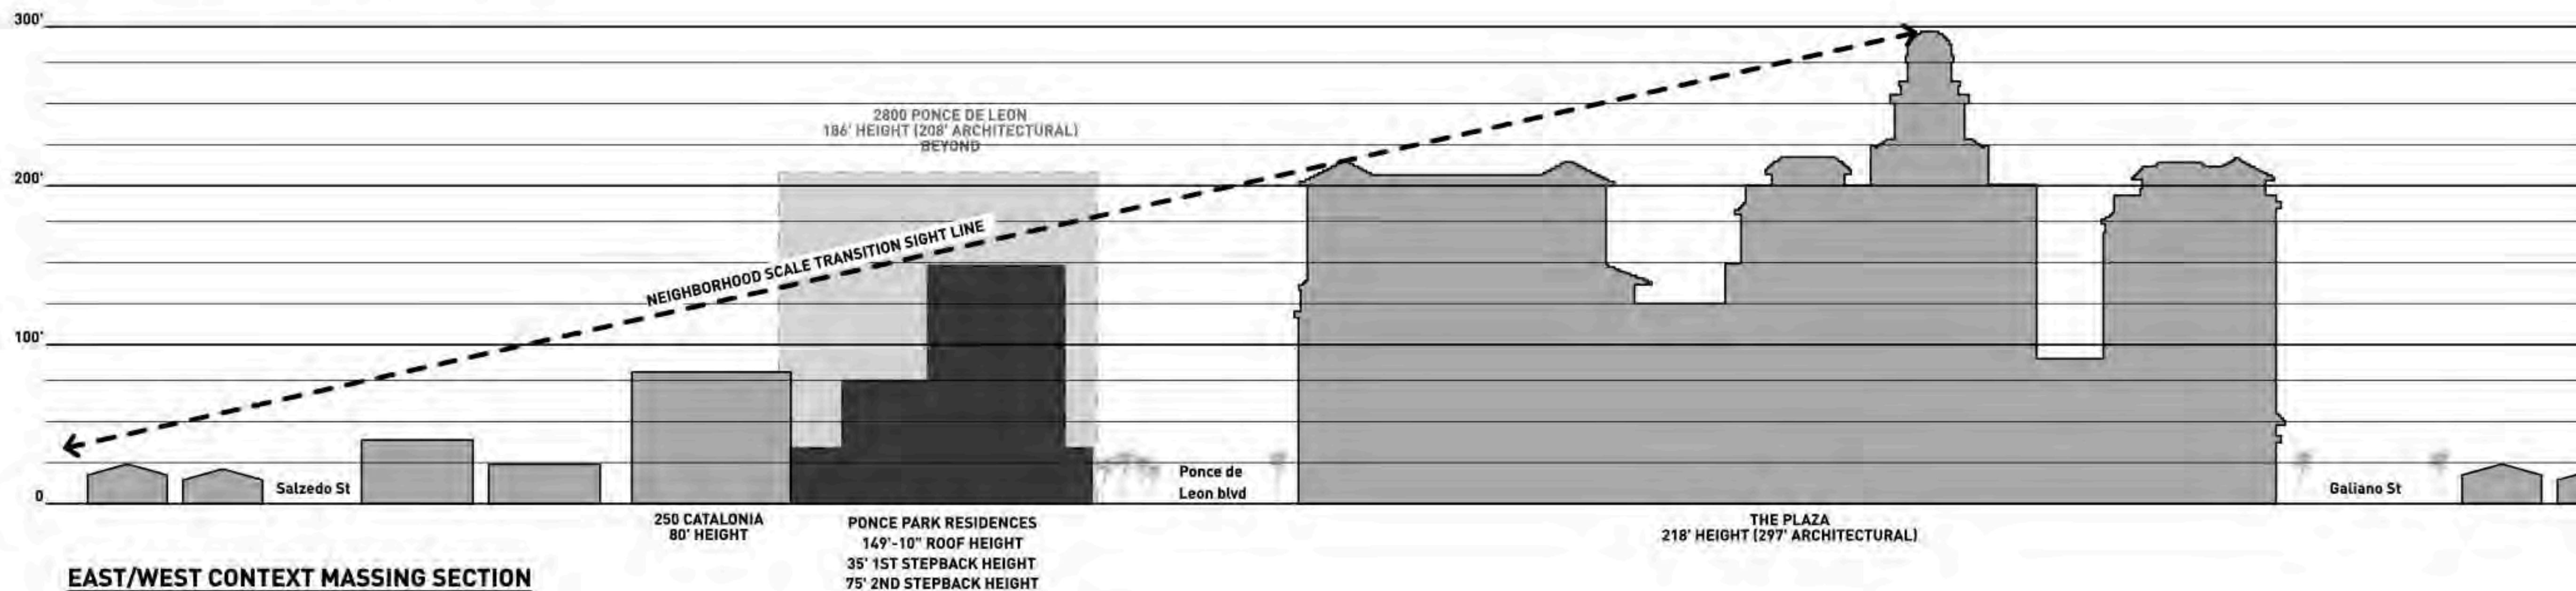 300'
2800 PONCE DE LEON
186' HEIGHT (208' ARCHITECTURAL)
BEYOND
200'
NEIGHBORHOOD SCALE TRANSITION SIGHT LINE
100'
Salzedo St
Ponce de
Leon blvd
Galiano St
0
250 CATALONIA
80' HEIGHT
PONCE PARK RESIDENCES
149'-10" ROOF HEIGHT
35' 1ST STEPBACK HEIGHT
75' 2ND STEPBACK HEIGHT
THE PLAZA
218' HEIGHT (297' ARCHITECTURAL)
EAST/WEST CONTEXT MASSING SECTION